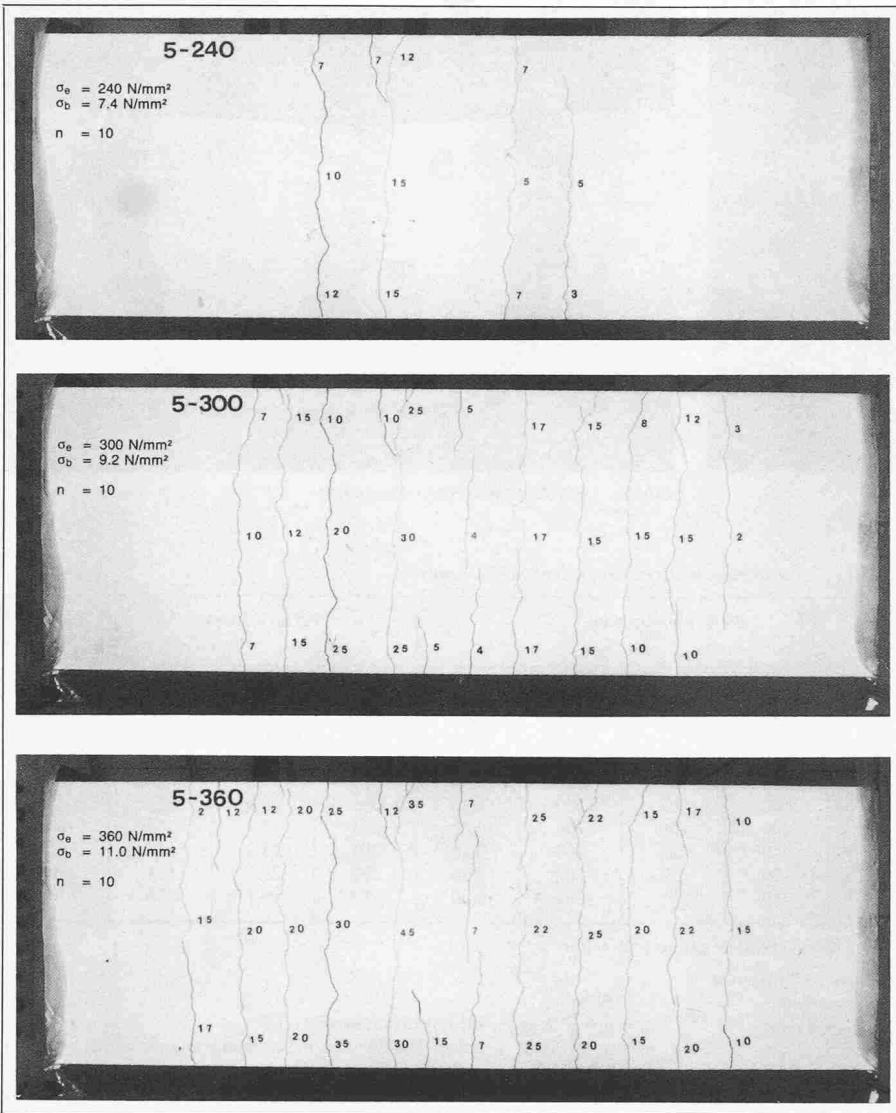 5-240
7 7 12 7
σe = 240 N/mm²
σb = 7.4 N/mm²
n = 10
10 15 5 5
12 15 7 3
5-300
7 15 10 10 25 5 17 15 8 12 3
σe = 300 N/mm²
σb = 9.2 N/mm²
n = 10
10 12 20 30 4 17 15 15 15 2
7 15 25 25 5 4 17 15 10 10
5-360
2 12 12 20 25 12 35 7 25 22 15 17 10
σe = 360 N/mm²
σb = 11.0 N/mm²
n = 10
15 20 20 30 45 7 22 25 20 22 15
17 15 20 35 30 15 7 25 20 15 20 10